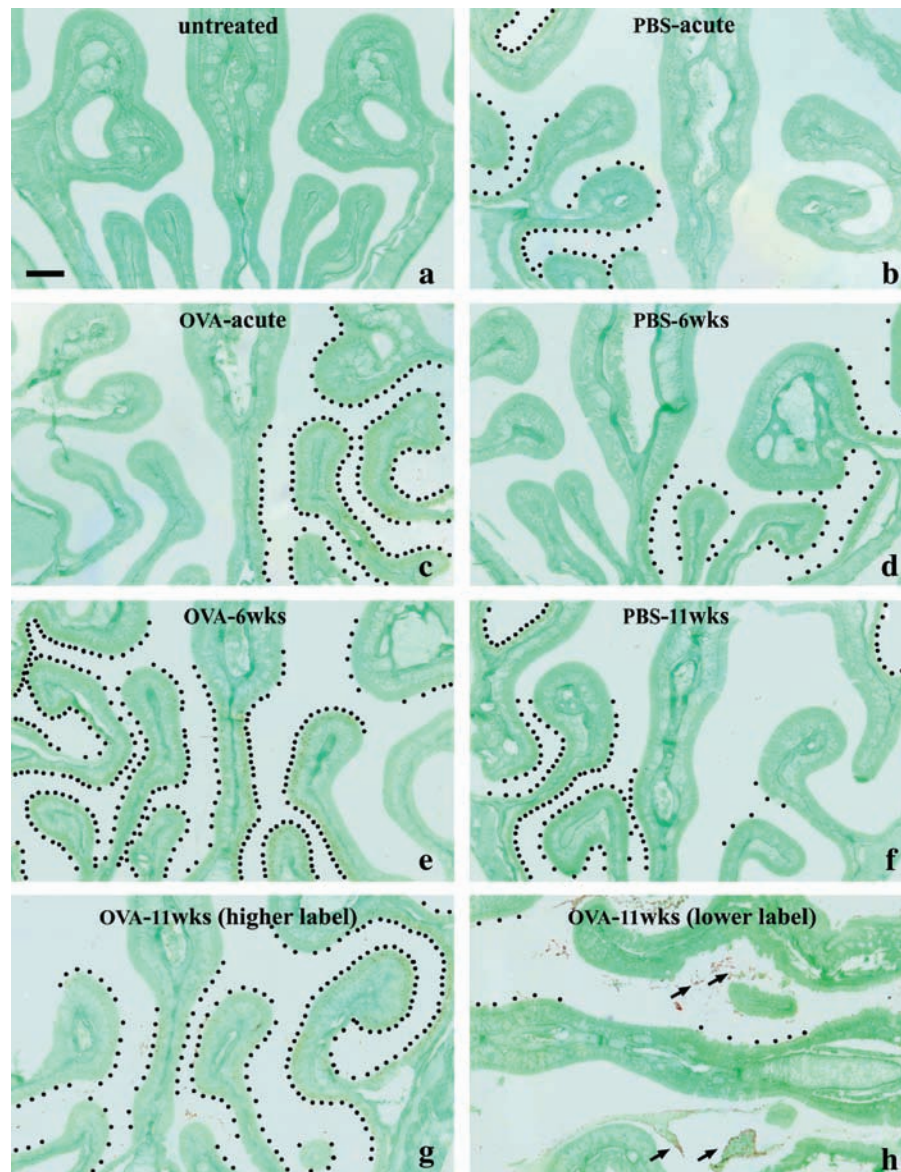 untreated
a
PBS-acute
b
OVA-acute
c
PBS-6wks
d
OVA-6wks
e
PBS-11wks
f
OVA-11wks (higher label)
g
OVA-11wks (lower label)
h